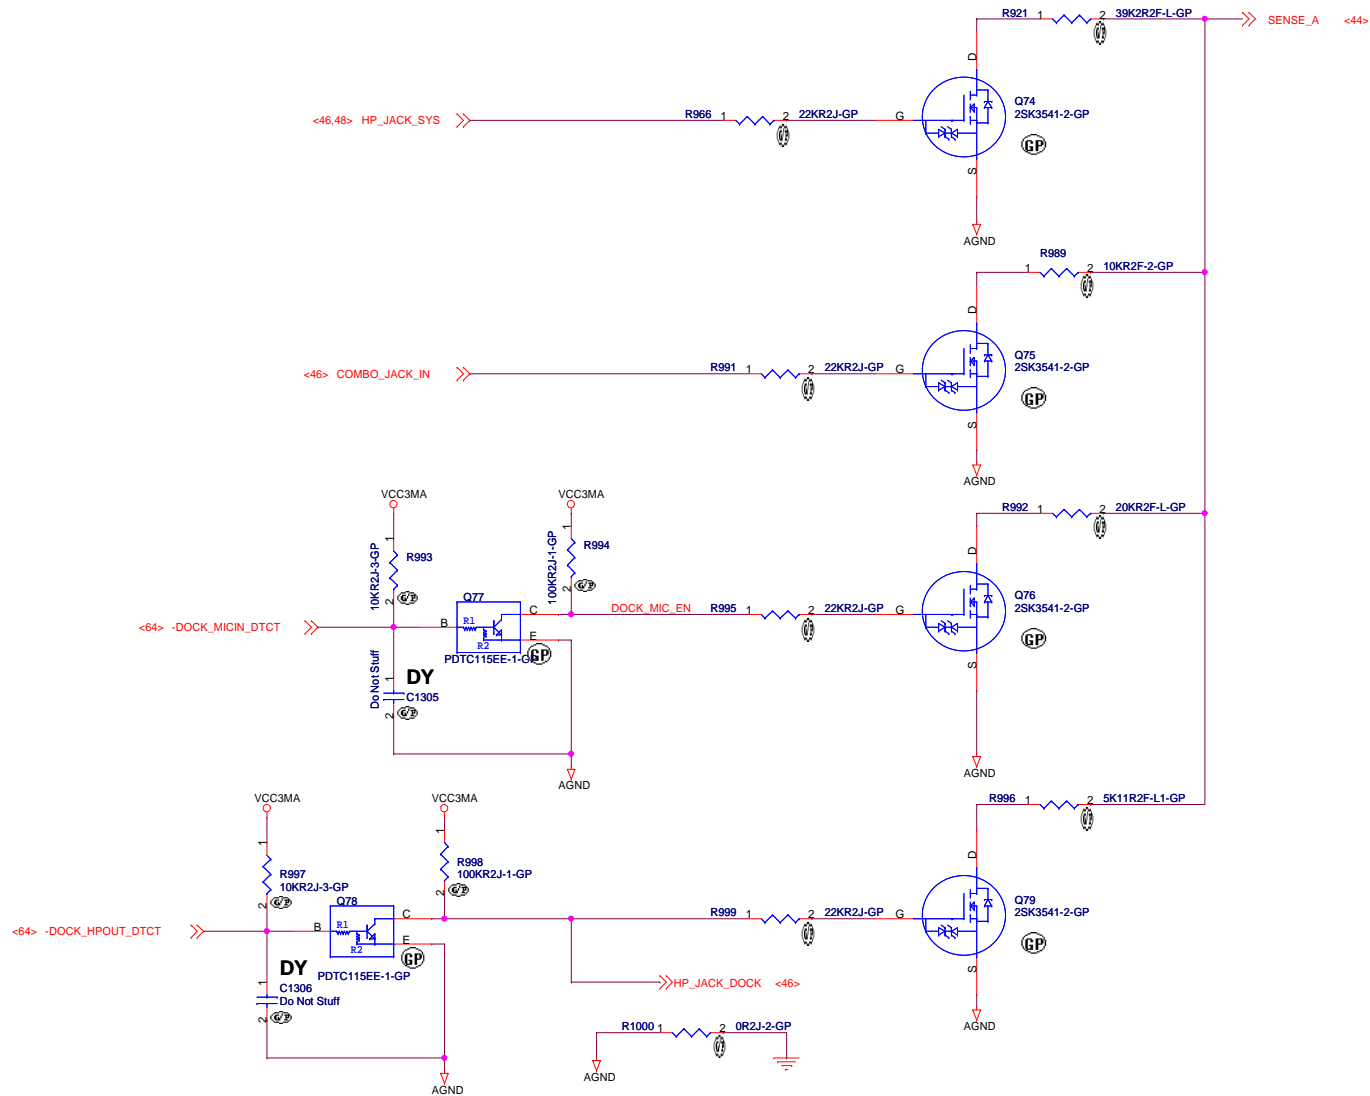 R921 1 2 39K2R2F-L-GP
SENSE_A <44>
G/P
D
Q74
2SK3541-2-GP
<46,48> HP_JACK_SYS
R966 1 2 22KR2J-GP G
G/P
GP
S
AGND
R989
1 2 10KR2F-2-GP
G/P
D
Q75
2SK3541-2-GP
<46> COMBO_JACK_IN
R991 1 2 22KR2J-GP G
G/P
GP
S
AGND
VCC3MA
VCC3MA
R992 1 2 20KR2F-L-GP
G/P
1
R993
10KR2J-3-GP
2
G/P
1
R994
100KR2J-1-GP
2
G/P
D
Q76
2SK3541-2-GP
Q77
C
DOCK_MIC_EN
R995 1 2 22KR2J-GP G
G/P
<64> -DOCK_MICIN_DTCT
B
R1
R2
E
GP
PDTC115EE-1-GP
GP
S
Do Not Stuff
1
DY
C1305
2
G/P
AGND
AGND
VCC3MA
VCC3MA
R996 1 2 5K11R2F-L1-GP
G/P
1
R997
10KR2J-3-GP
2
G/P
1
R998
100KR2J-1-GP
2
G/P
D
Q79
2SK3541-2-GP
Q78
C
R999 1 2 22KR2J-GP G
G/P
<64> -DOCK_HPOUT_DTCT
B
R1
R2
E
GP
PDTC115EE-1-GP
GP
S
DY
1
C1306
Do Not Stuff
2
G/P
HP_JACK_DOCK <46>
AGND
R1000 1 2 0R2J-2-GP
G/P
AGND
AGND